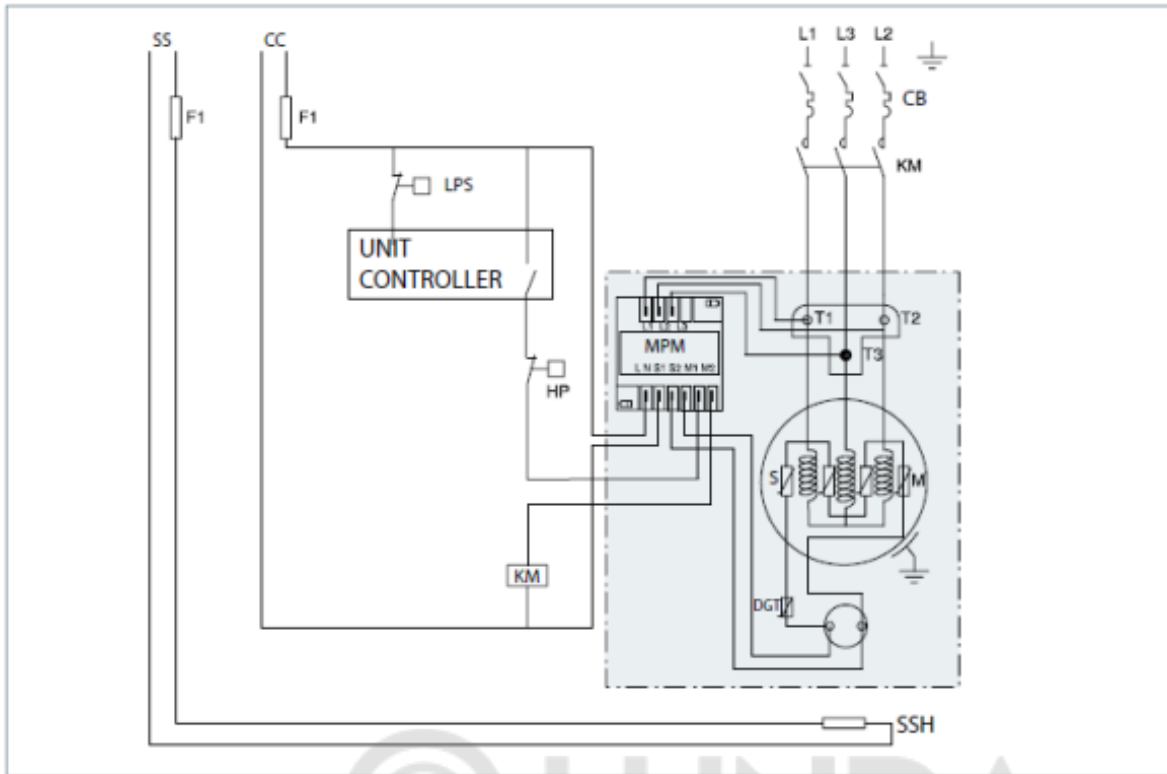 SS
CC
L1 L3 L2
F1
F1
CB
KM
LPS
UNIT
CONTROLLER
HP
L1 L2 L3
MPM
L N S1 S2 M1 M2
T1
T2
T3
S
M
KM
DGT
SSH
LUNDA